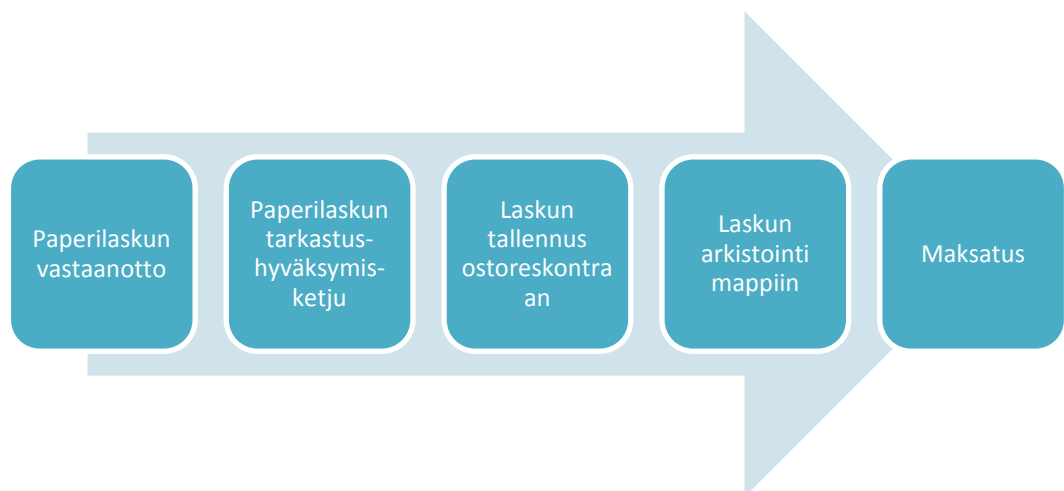 Paperilaskun
vastaanotto
Paperilaskun
tarkastus-
hyväksymis-
ketju
Laskun
tallennus
ostoreskontra
an
Laskun
arkistointi
mappiin
Maksatus